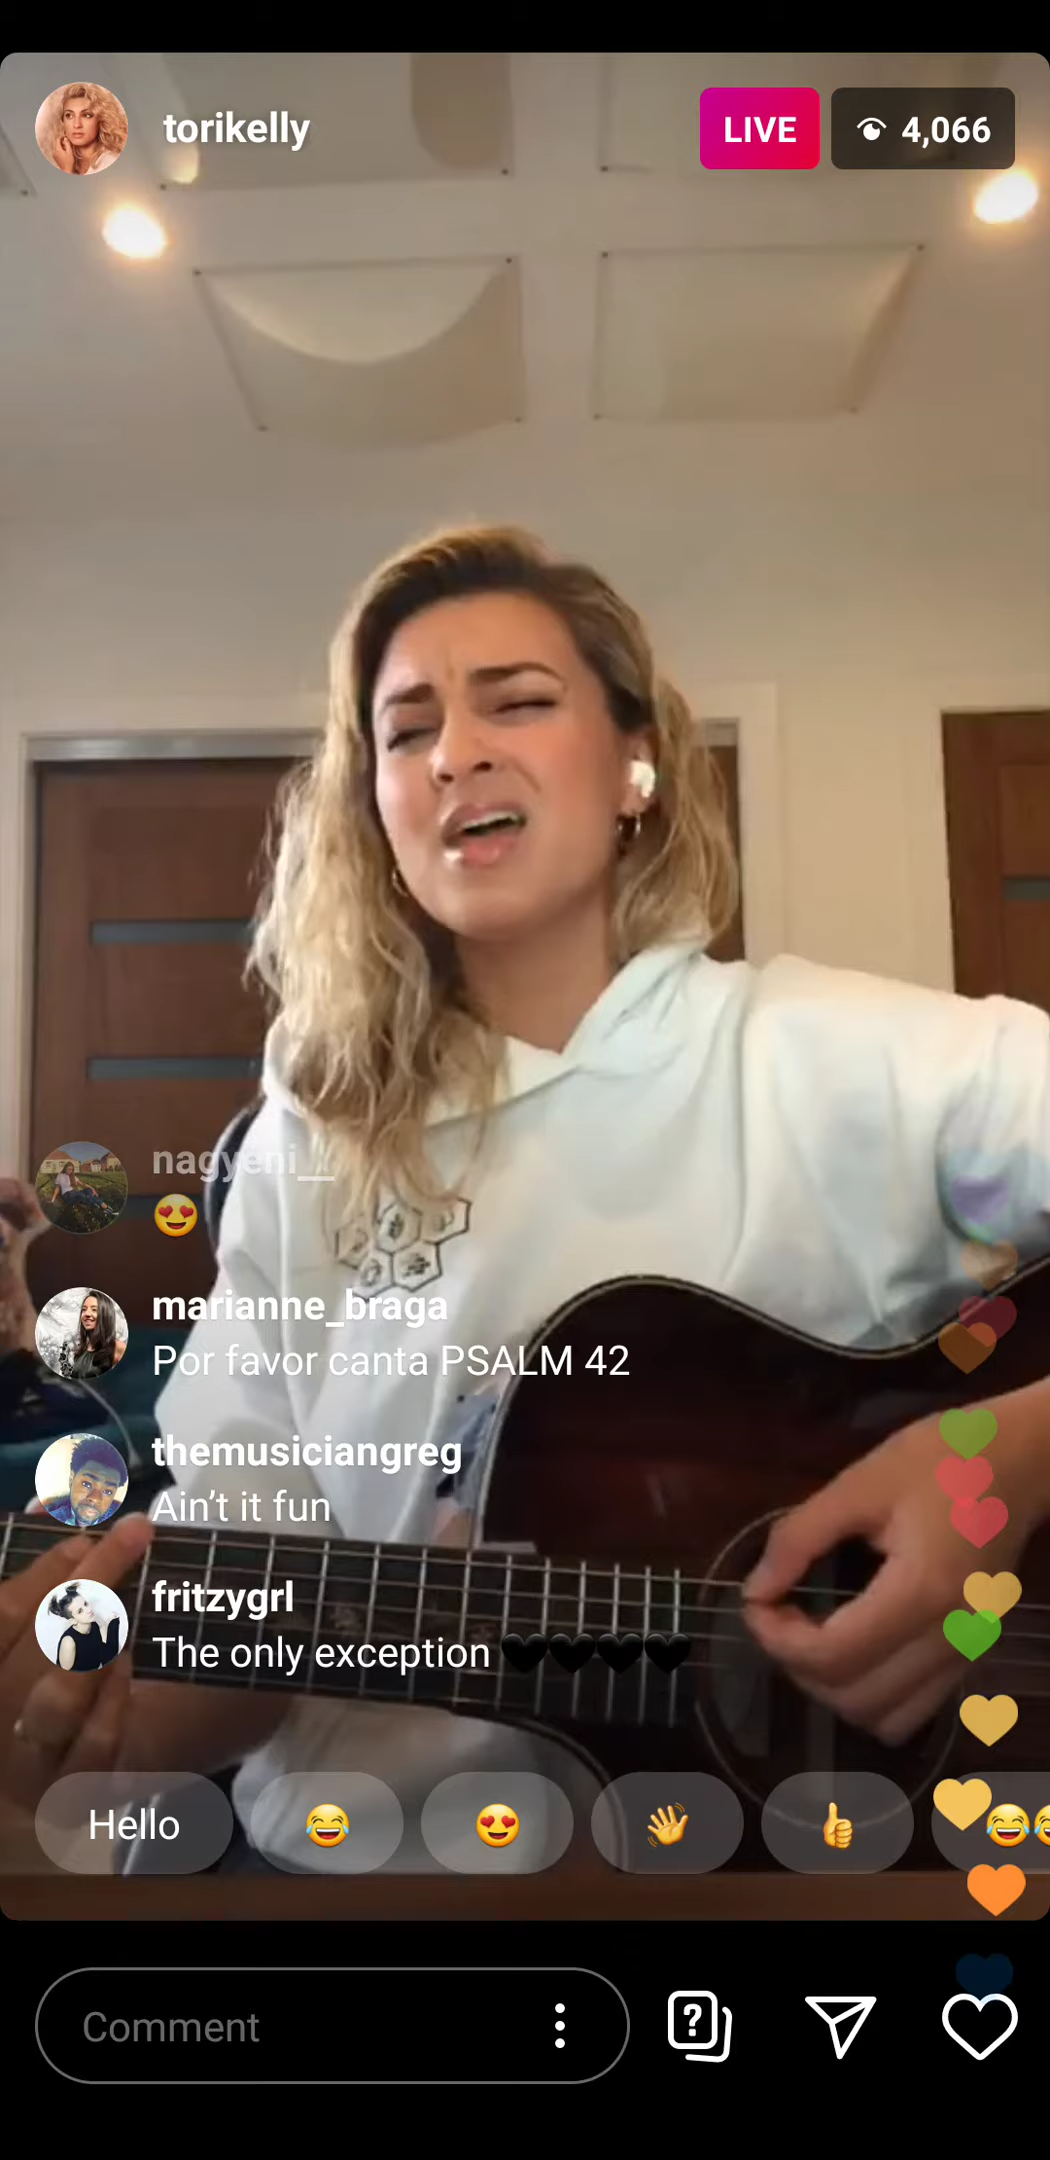 torikelly
LIVE
4,066
nagyeni__
😍
marianne_braga
Por favor canta PSALM 42
themusiciangreg
Ain't it fun
fritzygrl
The only exception 🖤🖤🖤🖤
Hello 😂 😍 👋 👍 😂😂
Comment